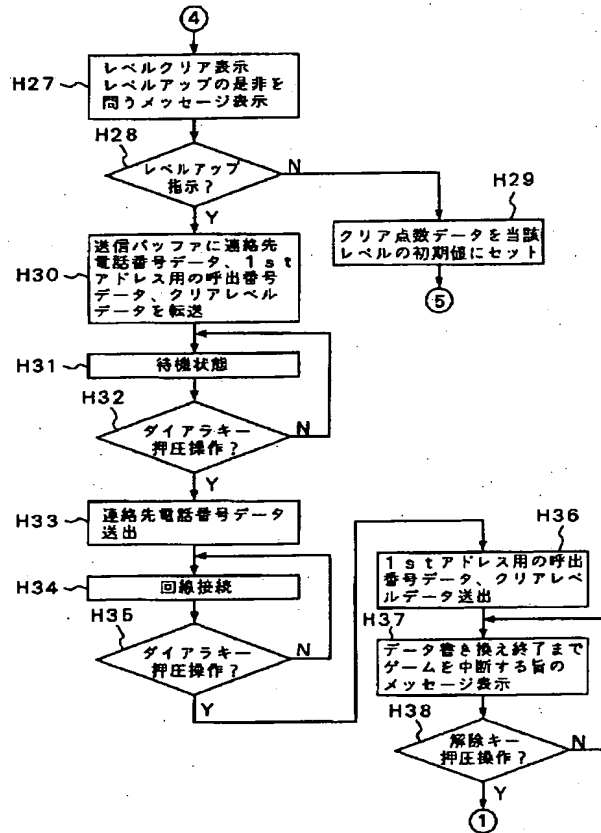 ④
H27
レベルクリア表示
レベルアップの是非を
問うメッセージ表示
H28
レベルアップ
指示?
N
Y
H29
クリア点数データを当該
レベルの初期値にセット
⑤
H30
送信バッファに連絡先
電話番号データ、1st
アドレス用の呼出番号
データ、クリアレベル
データを転送
H31
待機状態
H32
ダイアラキー
押圧操作?
N
Y
H33
連絡先電話番号データ
送出
H34
回線接続
H35
ダイアラキー
押圧操作?
N
Y
H36
1stアドレス用の呼出
番号データ、クリアレベ
ルデータ送出
H37
データ書き換え終了まで
ゲームを中断する旨の
メッセージ表示
H38
解除キー
押圧操作?
N
Y
①